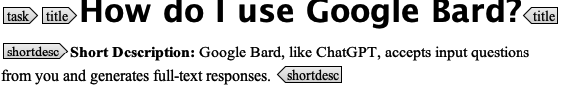 task title How do I use Google Bard? title
shortdesc Short Description: Google Bard, like ChatGPT, accepts input questions
from you and generates full-text responses. shortdesc